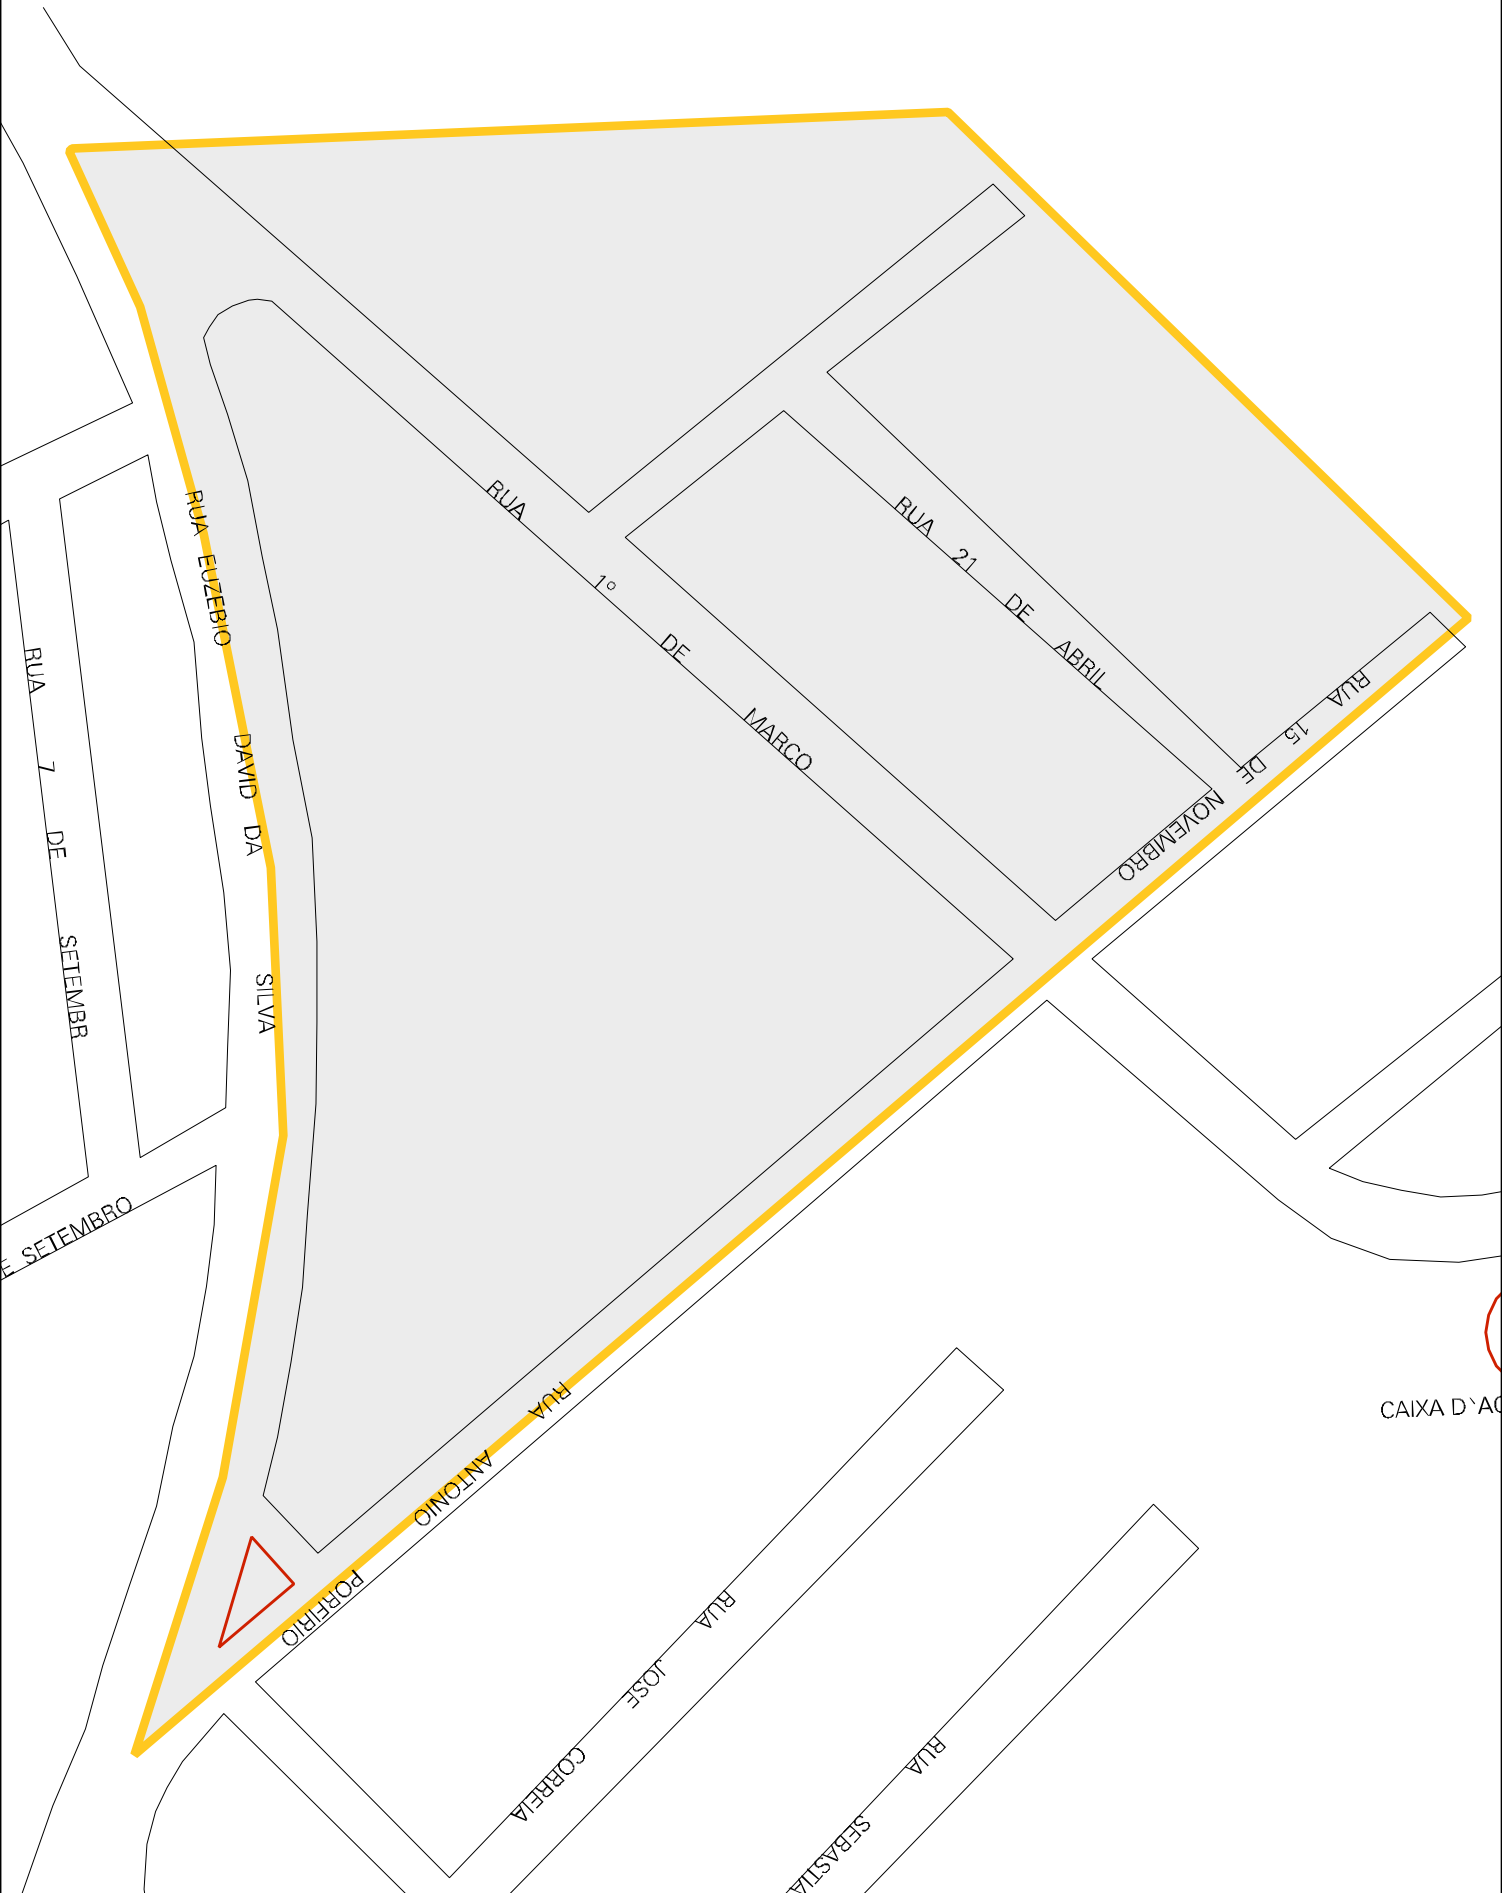 RUA 1º DE MARCO
RUA 21 DE ABRIL
RUA 15 DE NOVEMBRO
RUA EUZEBIO DAVID DA SILVA
RUA 7 DE SETEMBR
E SETEMBRO
RUA ANTONIO PORFIRIO
CAIXA D`AG
RUA JOSE CORREIA
RUA SEBASTIA